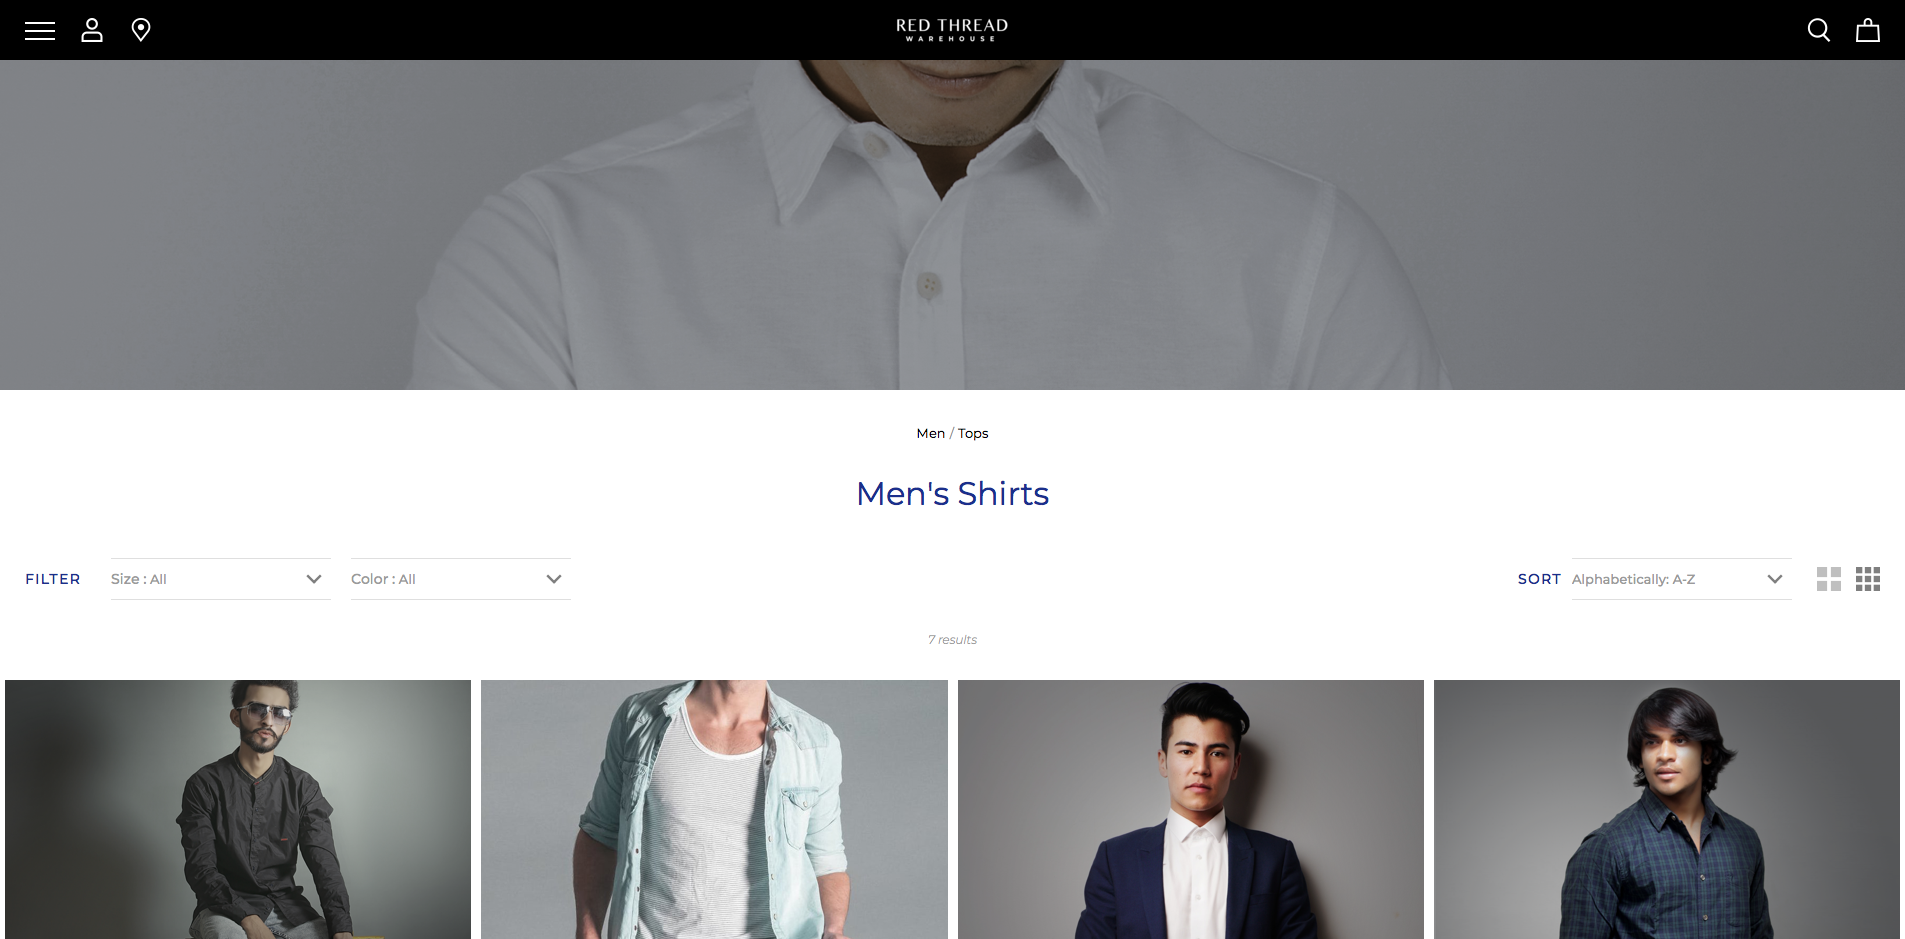 RED THREAD
WAREHOUSE
Men / Tops
Men's Shirts
FILTER
Size : All
Color : All
SORT
Alphabetically: A-Z
7 results